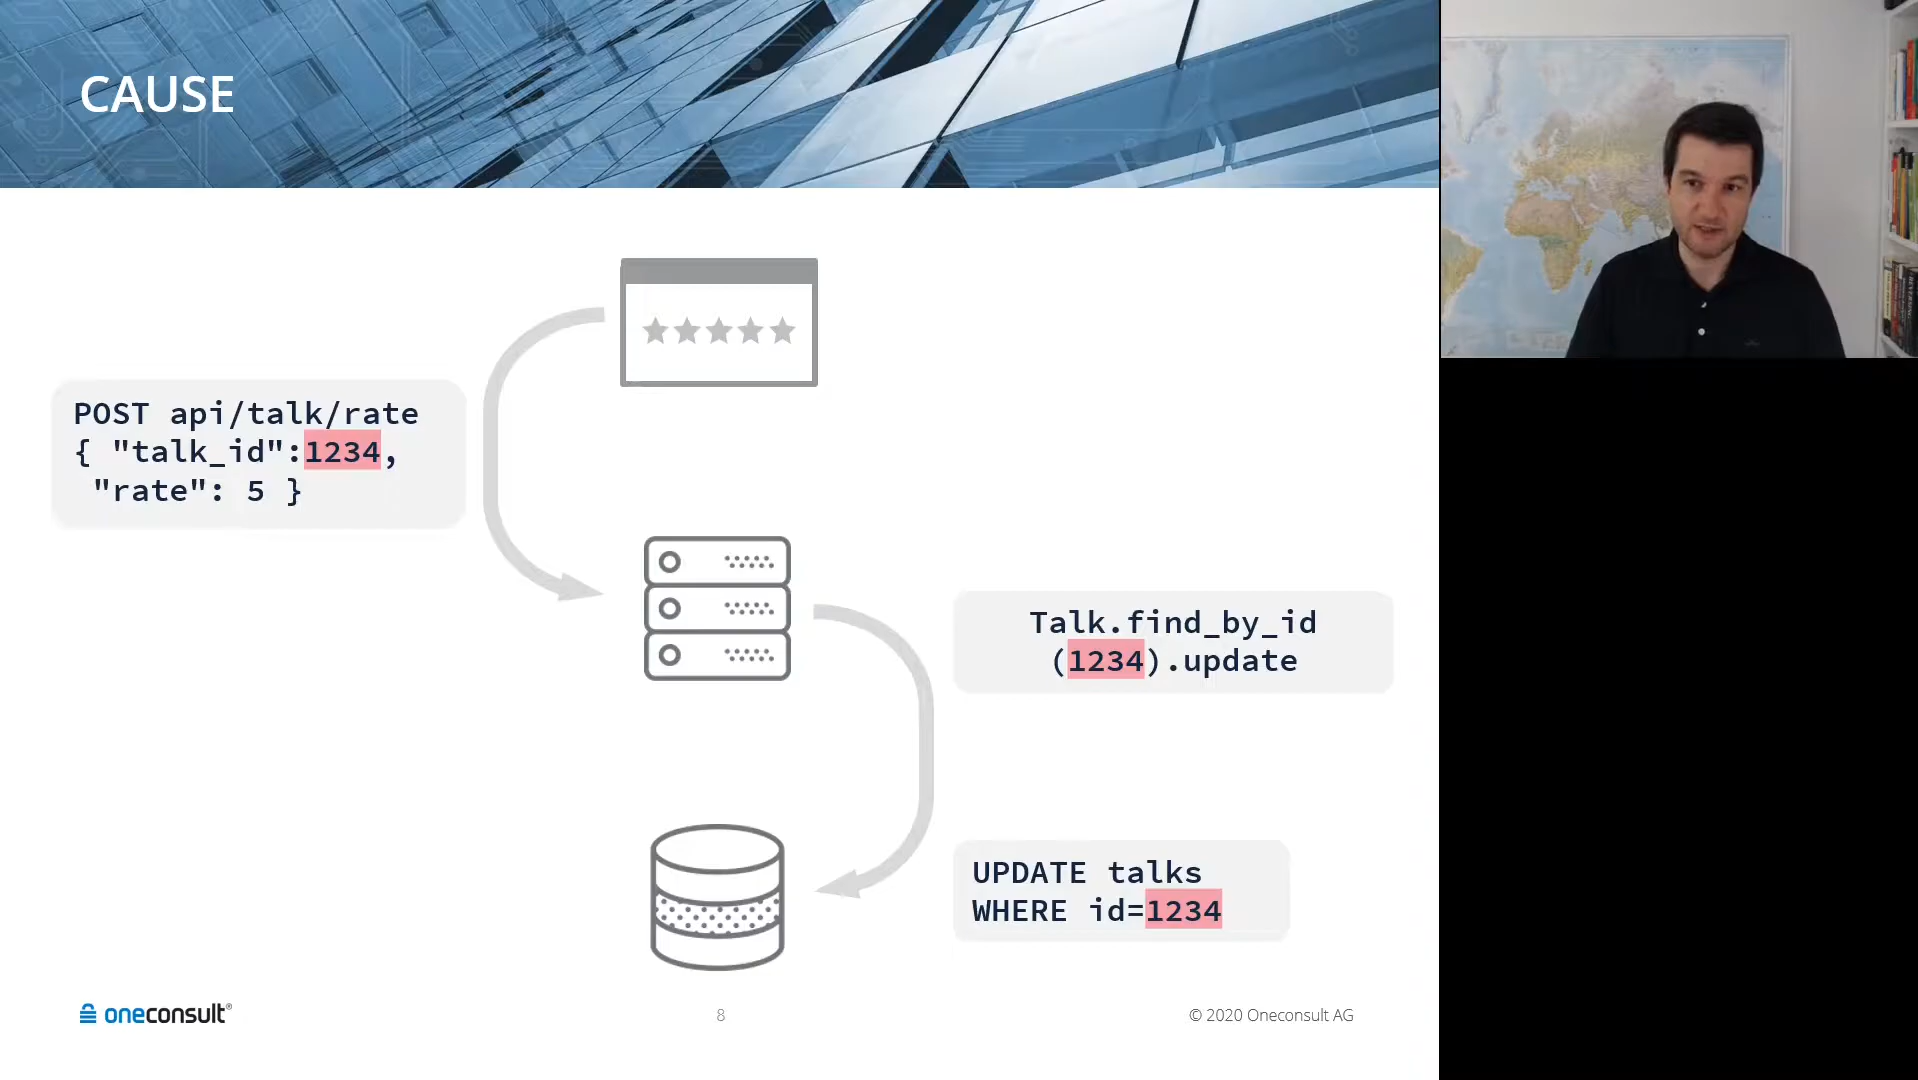 CAUSE
POST api/talk/rate
{ "talk_id":1234,
"rate": 5 }
Talk.find_by_id
(1234).update
UPDATE talks
WHERE id=1234
oneconsult®
8
© 2020 Oneconsult AG